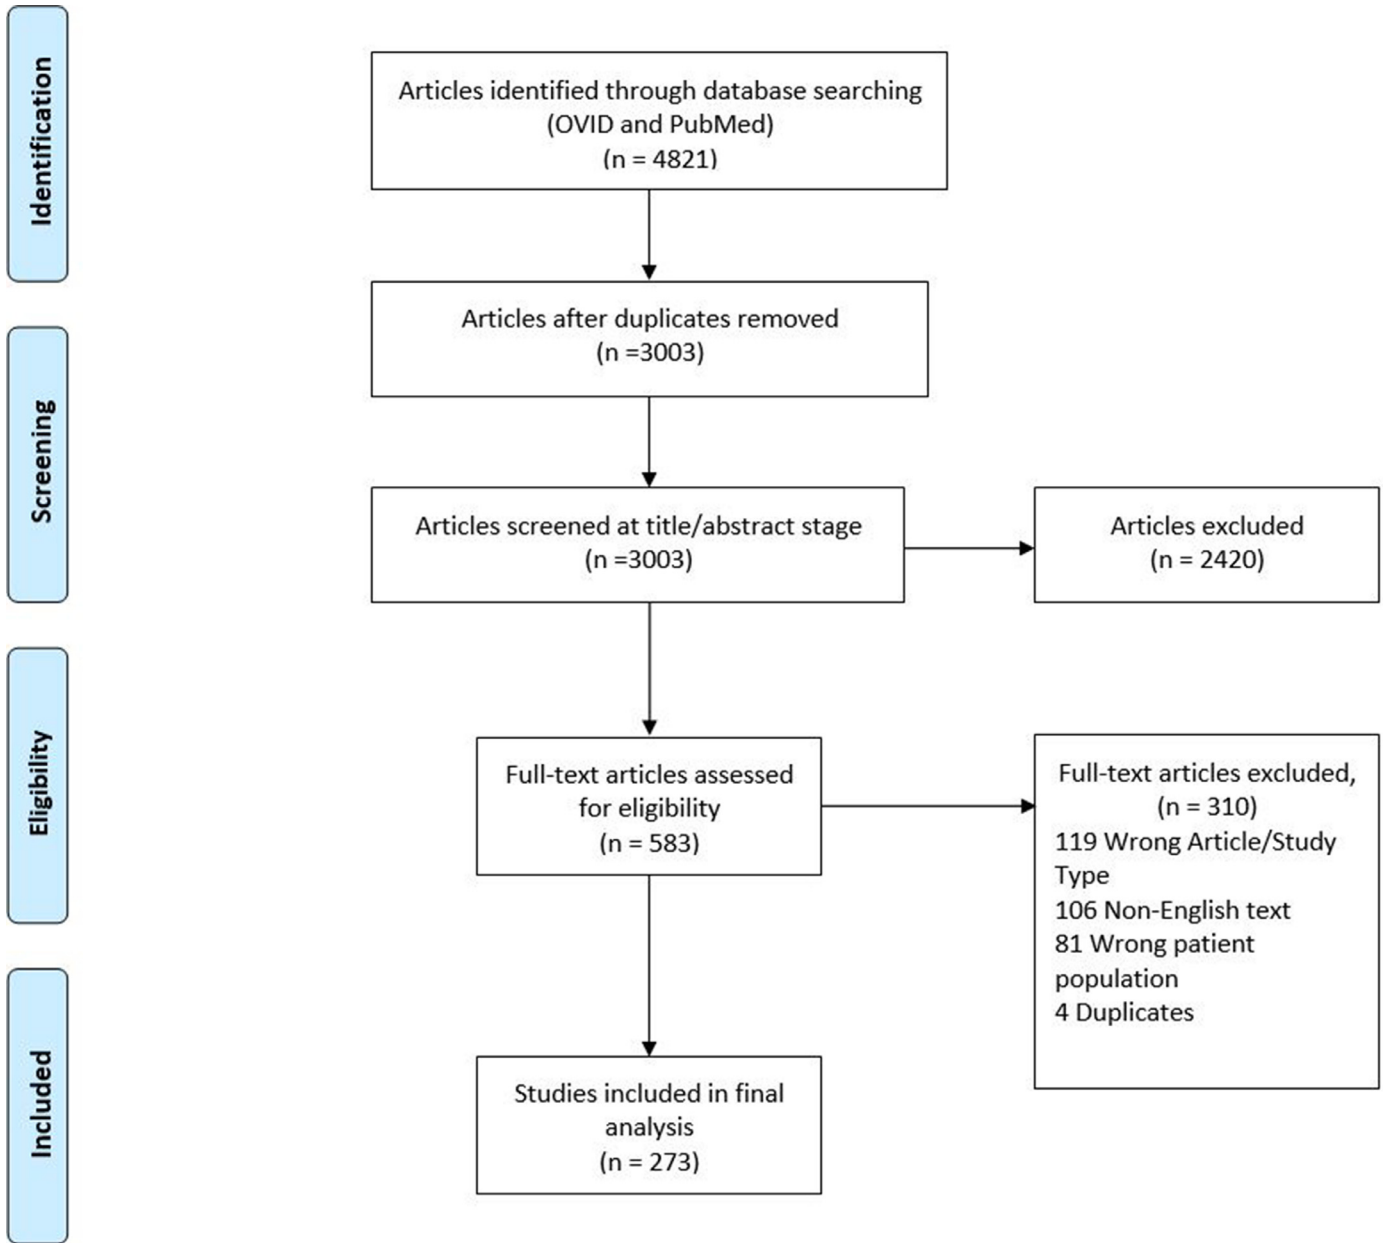 Identification
Articles identified through database searching
(OVID and PubMed)
(n = 4821)
Articles after duplicates removed
(n =3003)
Screening
Articles screened at title/abstract stage
(n =3003)
Articles excluded
(n = 2420)
Eligibility
Full-text articles assessed
for eligibility
(n = 583)
Full-text articles excluded,
(n = 310)
119 Wrong Article/Study
Type
106 Non-English text
81 Wrong patient
population
4 Duplicates
Included
Studies included in final
analysis
(n = 273)